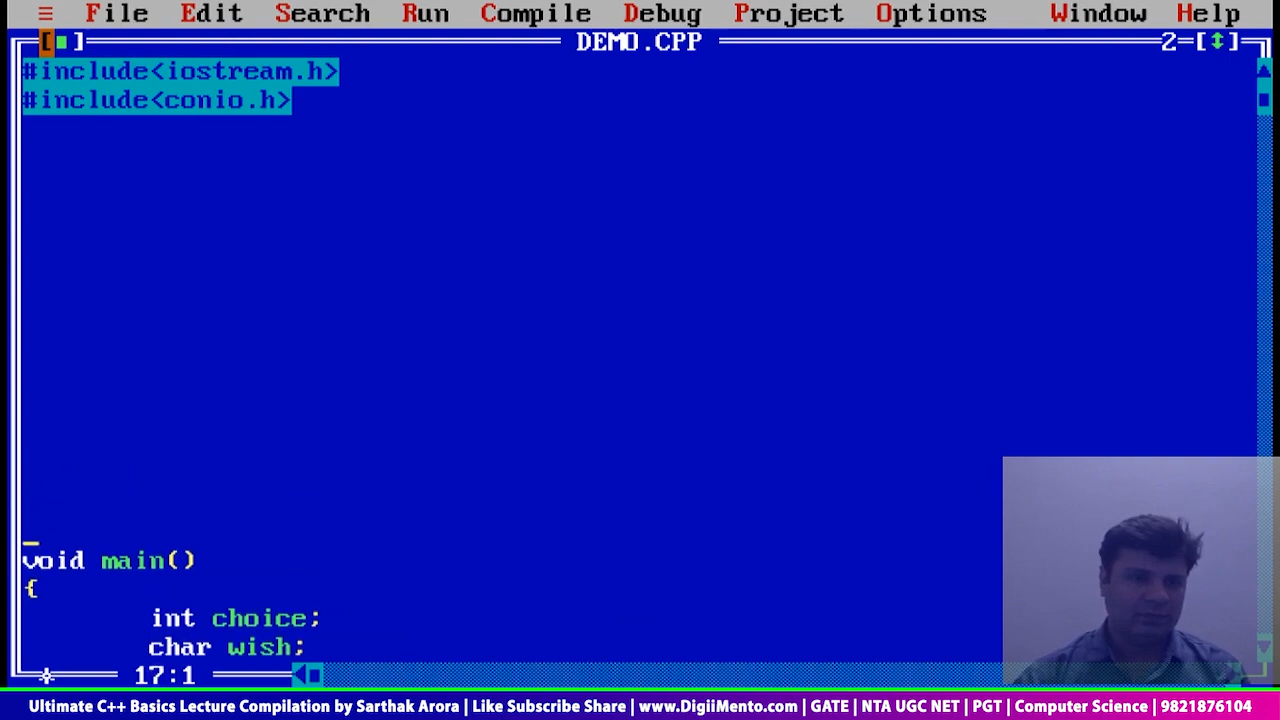 ≡ File Edit Search Run Compile Debug Project Options Window Help
[■] DEMO.CPP 2=[↕]
#include<iostream.h>
#include<conio.h>
void main()
{
int choice;
char wish;
17:1
Ultimate C++ Basics Lecture Compilation by Sarthak Arora | Like Subscribe Share | www.DigiiMento.com | GATE | NTA UGC NET | PGT | Computer Science | 9821876104